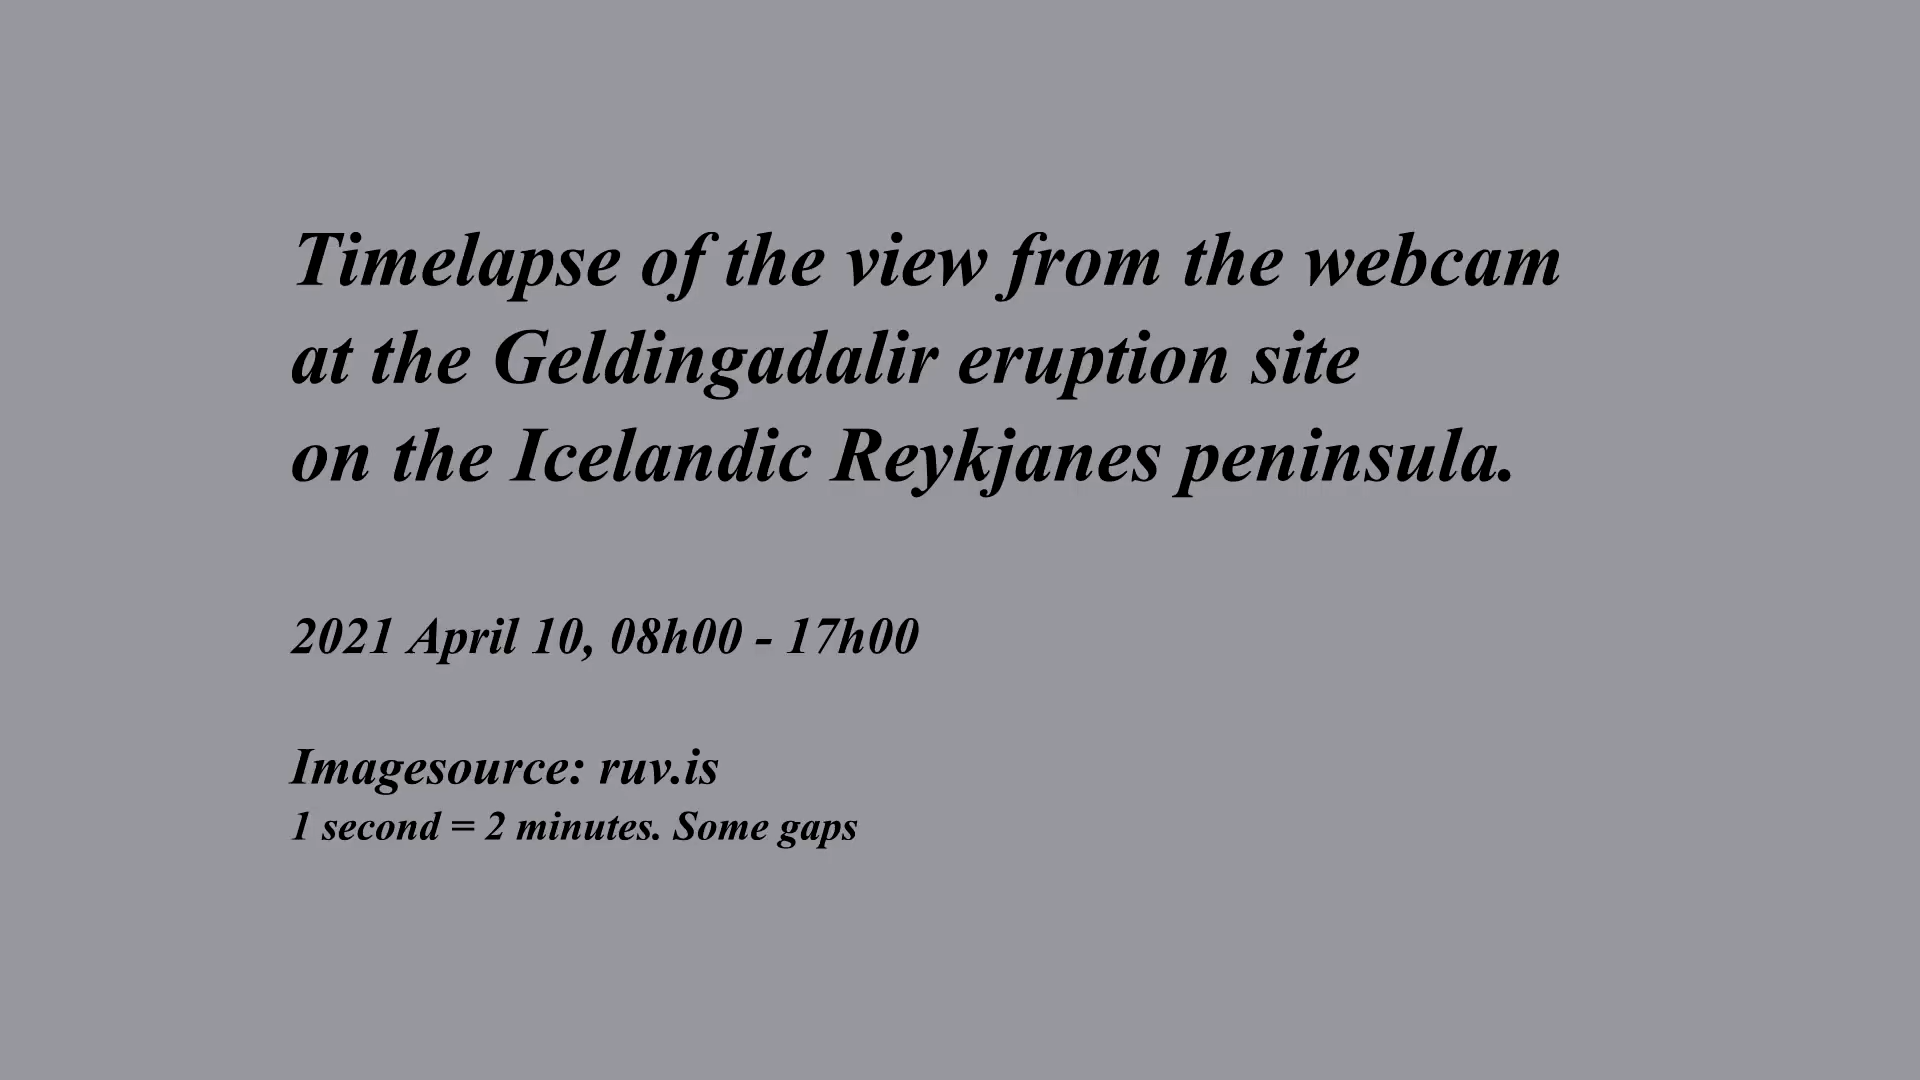 Timelapse of the view from the webcam
at the Geldingadalir eruption site
on the Icelandic Reykjanes peninsula.
2021 April 10, 08h00 - 17h00
Imagesource: ruv.is
1 second = 2 minutes. Some gaps